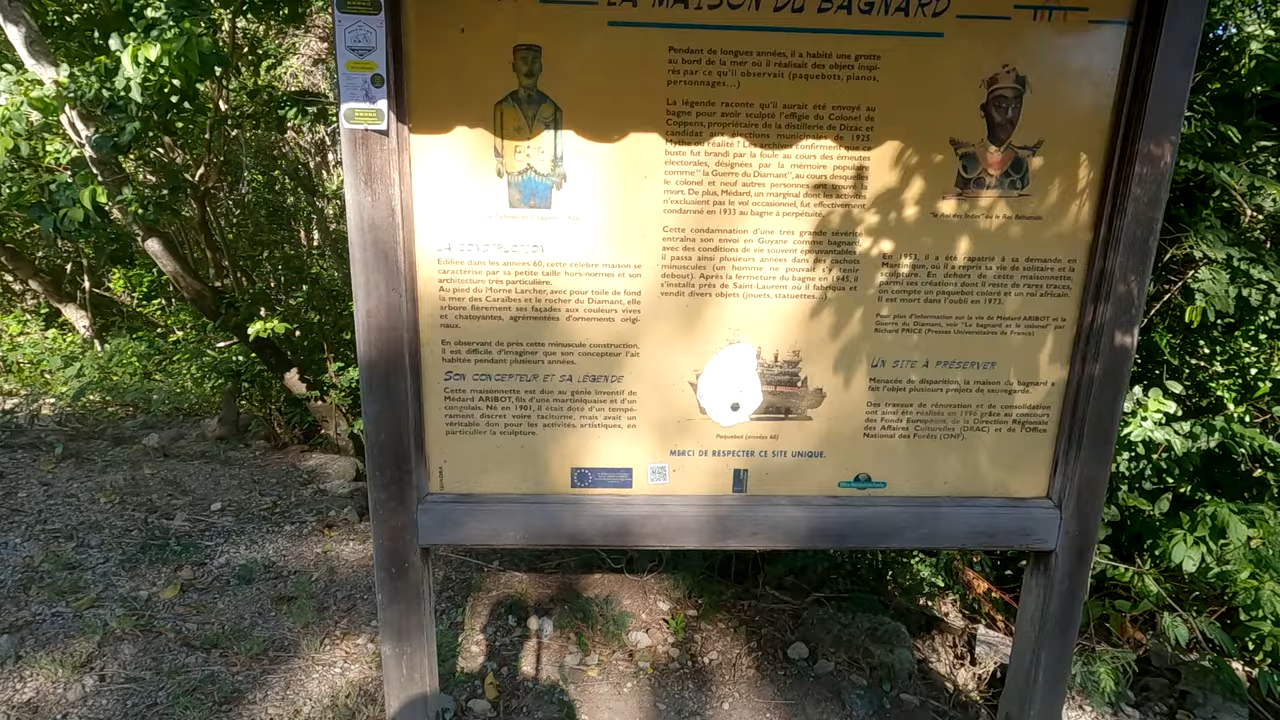 LA MAISON DU BAGNARD
LA CONSTRUCTION
Edifiée dans les années 60, cette célèbre maison se
caractérise par sa petite taille hors-normes et son
architecture très particulière.
Au pied du Morne Larcher, avec pour toile de fond
la mer des Caraïbes et le rocher du Diamant, elle
arbore fièrement ses façades aux couleurs vives
et chatoyantes, agrémentées d'ornements origi-
naux.
En observant de près cette minuscule construction,
il est difficile d'imaginer que son concepteur l'ait
habitée pendant plusieurs années.
SON CONCEPTEUR ET SA LÉGENDE
Cette maisonnette est due au génie inventif de
Médard ARIBOT, fils d'une martiniquaise et d'un
congolais. Né en 1901, il était doté d'un tempé-
rament discret voire taciturne, mais avait un
véritable don pour les activités artistiques, en
particulier la sculpture.
Pendant de longues années, il a habité une grotte
au bord de la mer où il réalisait des objets inspi-
rés par ce qu'il observait (paquebots, pianos,
personnages...)
La légende raconte qu'il aurait été envoyé au
bagne pour avoir sculpté l'effigie du Colonel de
Coppens, propriétaire de la distillerie de Dizac et
candidat aux élections municipales de 1925.
Mythe ou réalité ? Les archives confirment que ce
buste fut brandi par la foule au cours des émeutes
électorales, désignées par la mémoire populaire
comme "la Guerre du Diamant", au cours desquelles
le colonel et neuf autres personnes ont trouvé la
mort. De plus, Médard, un marginal dont les activités
n'excluaient pas le vol occasionnel, fut effectivement
condamné en 1933 au bagne à perpétuité.
Cette condamnation d'une très grande sévérité
entraîna son envoi en Guyane comme bagnard,
avec des conditions de vie souvent épouvantables :
il passa ainsi plusieurs années dans des cachots
minuscules (un homme ne pouvait s'y tenir
debout). Après la fermeture du bagne en 1945, il
s'installa près de Saint-Laurent où il fabriqua et
vendit divers objets (jouets, statuettes...)
Paquebot (années 60)
"le Roi des Indes" ou le Roi Béhanzin
En 1953, il a été rapatrié à sa demande en
Martinique, où il a repris sa vie de solitaire et la
sculpture. En dehors de cette maisonnette,
parmi ses créations dont il reste de rares traces,
on compte un paquebot coloré et un roi africain.
Il est mort dans l'oubli en 1973.
Pour plus d'information sur la vie de Médard ARIBOT et la
Guerre du Diamant, voir "Le bagnard et le colonel" par
Richard PRICE (Presse Universitaires de France)
UN SITE À PRÉSERVER
Menacée de disparition, la maison du bagnard a
fait l'objet plusieurs projets de sauvegarde.
Des travaux de rénovation et de consolidation
ont ainsi été réalisés en 1996 grâce au concours
des Fonds Européens, de la Direction Régionale
des Affaires Culturelles (DRAC) et de l'Office
National des Forêts (ONF).
MERCI DE RESPECTER CE SITE UNIQUE.